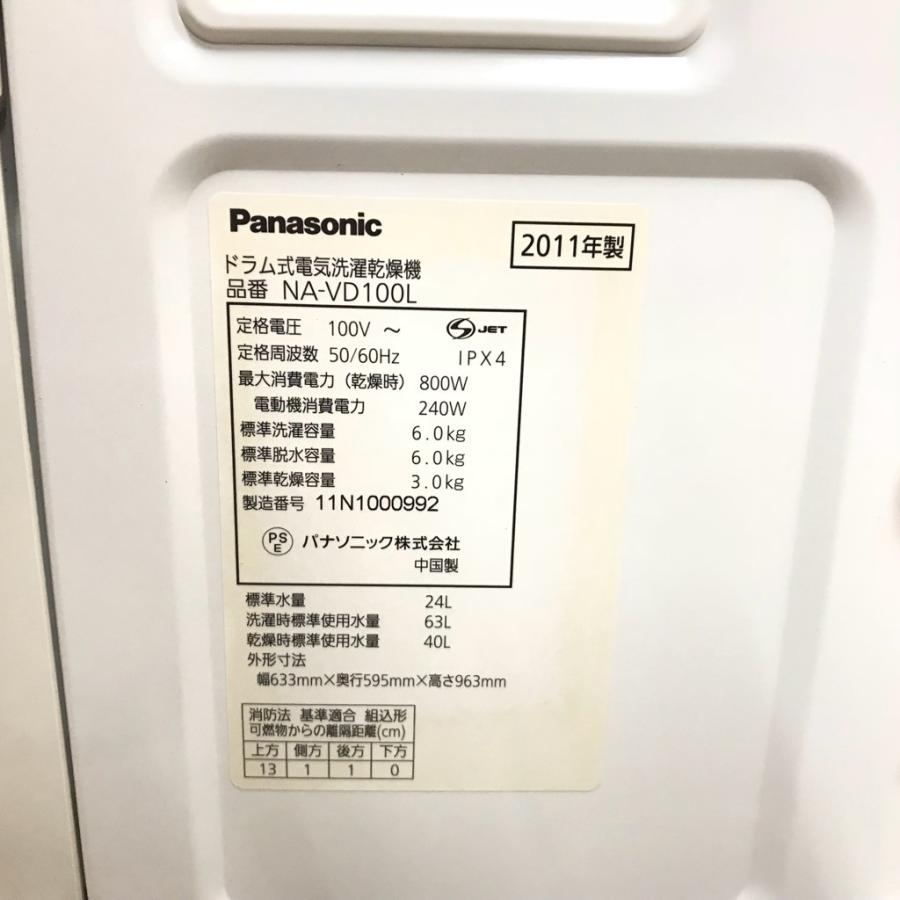 Panasonic
2011年製
ドラム式電気洗濯乾燥機
品番 NA-VD100L
定格電圧 100V ～ S JET
定格周波数 50/60Hz IPX4
最大消費電力（乾燥時） 800W
電動機消費電力 240W
標準洗濯容量 6.0kg
標準脱水容量 6.0kg
標準乾燥容量 3.0kg
製造番号 11N1000992
PSE パナソニック株式会社
中国製
標準水量 24L
洗濯時標準使用水量 63L
乾燥時標準使用水量 40L
外形寸法
幅633mm×奥行595mm×高さ963mm
消防法 基準適合 組込形
可燃物からの離隔距離(cm)
上方 側方 後方 下方
13 1 1 0